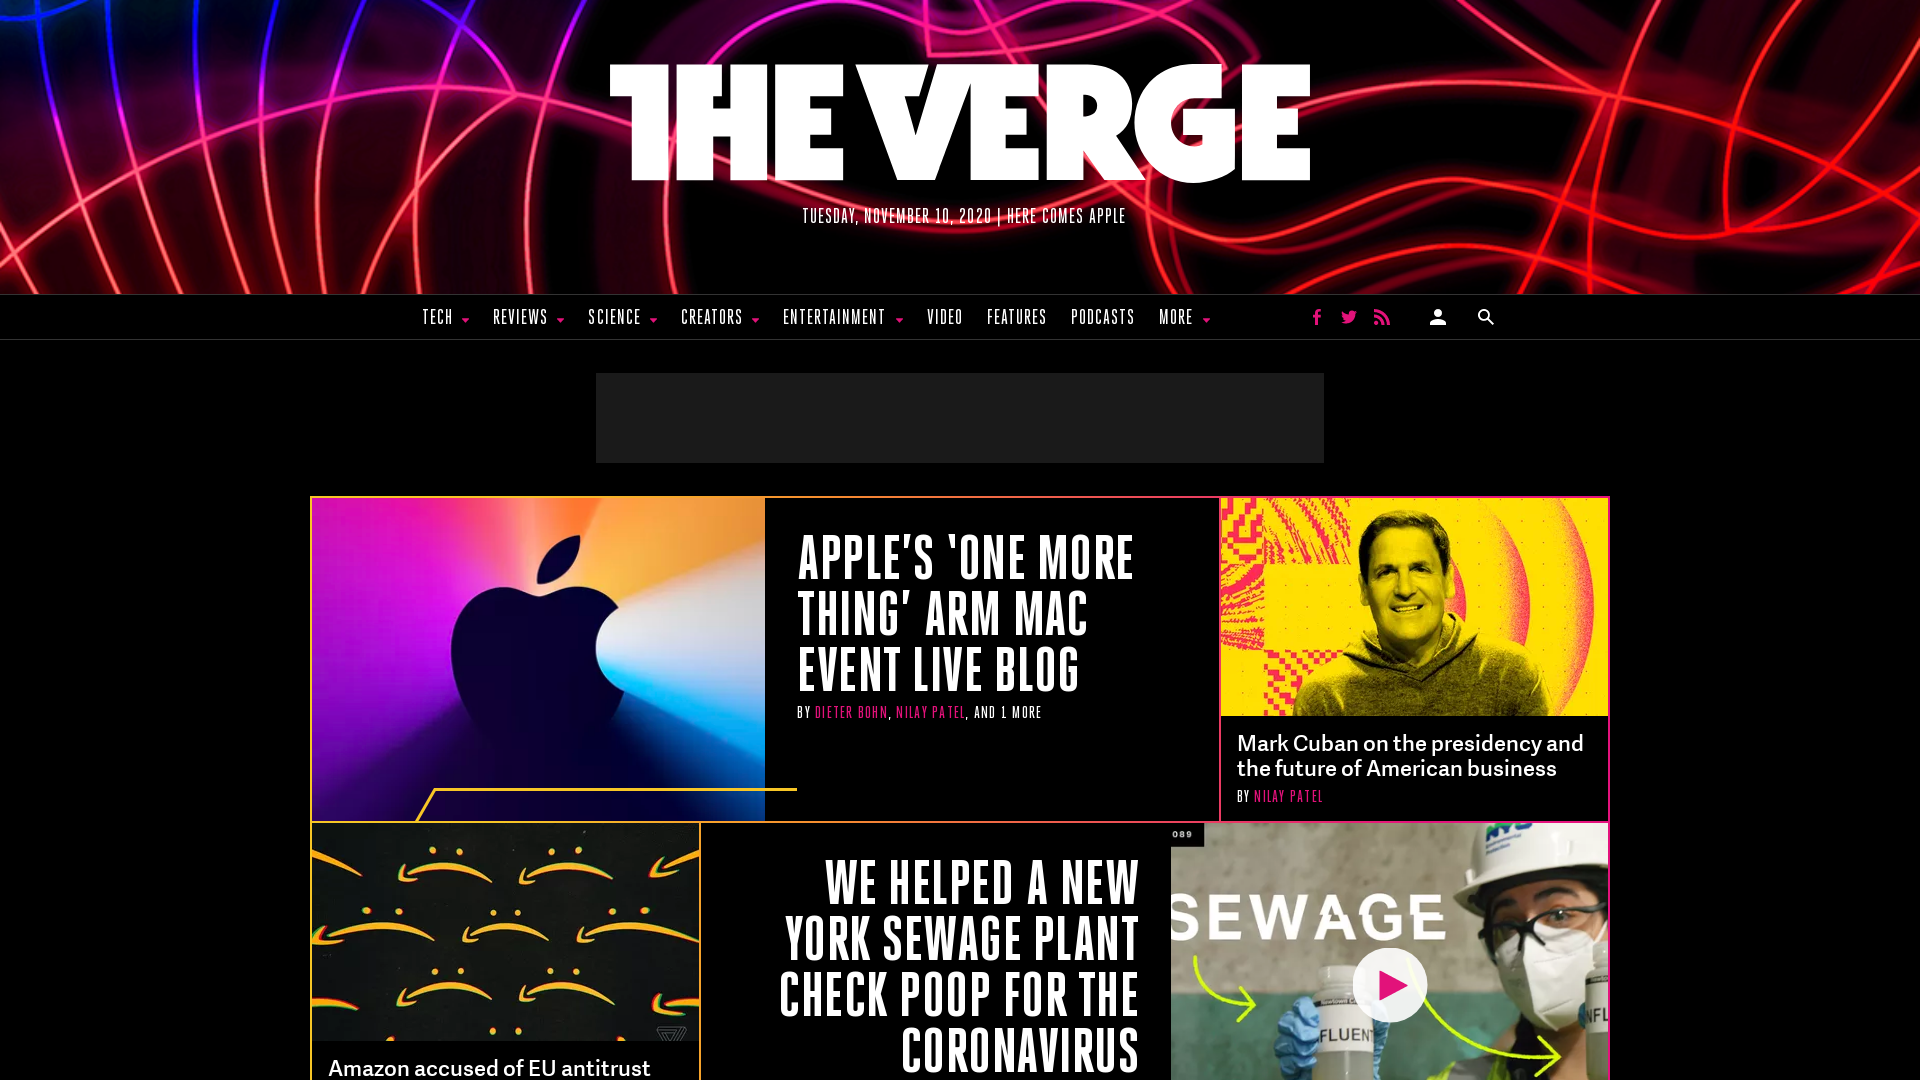 THE VERGE
TUESDAY, NOVEMBER 10, 2020 | HERE COMES APPLE
TECH REVIEWS SCIENCE CREATORS ENTERTAINMENT VIDEO FEATURES PODCASTS MORE
APPLE'S ‘ONE MORE
THING’ ARM MAC
EVENT LIVE BLOG
BY DIETER BOHN, NILAY PATEL, AND 1 MORE
Mark Cuban on the presidency and
the future of American business
BY NILAY PATEL
Amazon accused of EU antitrust
WE HELPED A NEW
YORK SEWAGE PLANT
CHECK POOP FOR THE
CORONAVIRUS
089
SEWAGE